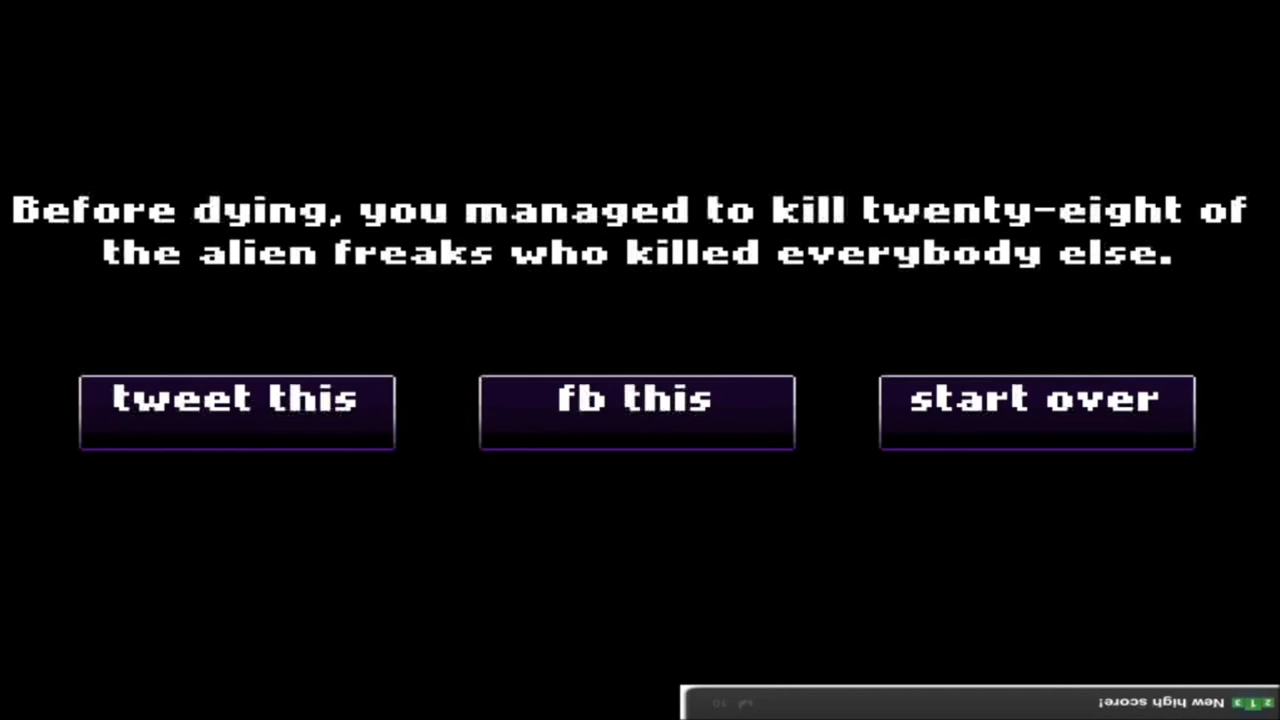 Before dying, you managed to kill twenty-eight of
the alien freaks who killed everybody else.
tweet this
fb this
start over
New high score!